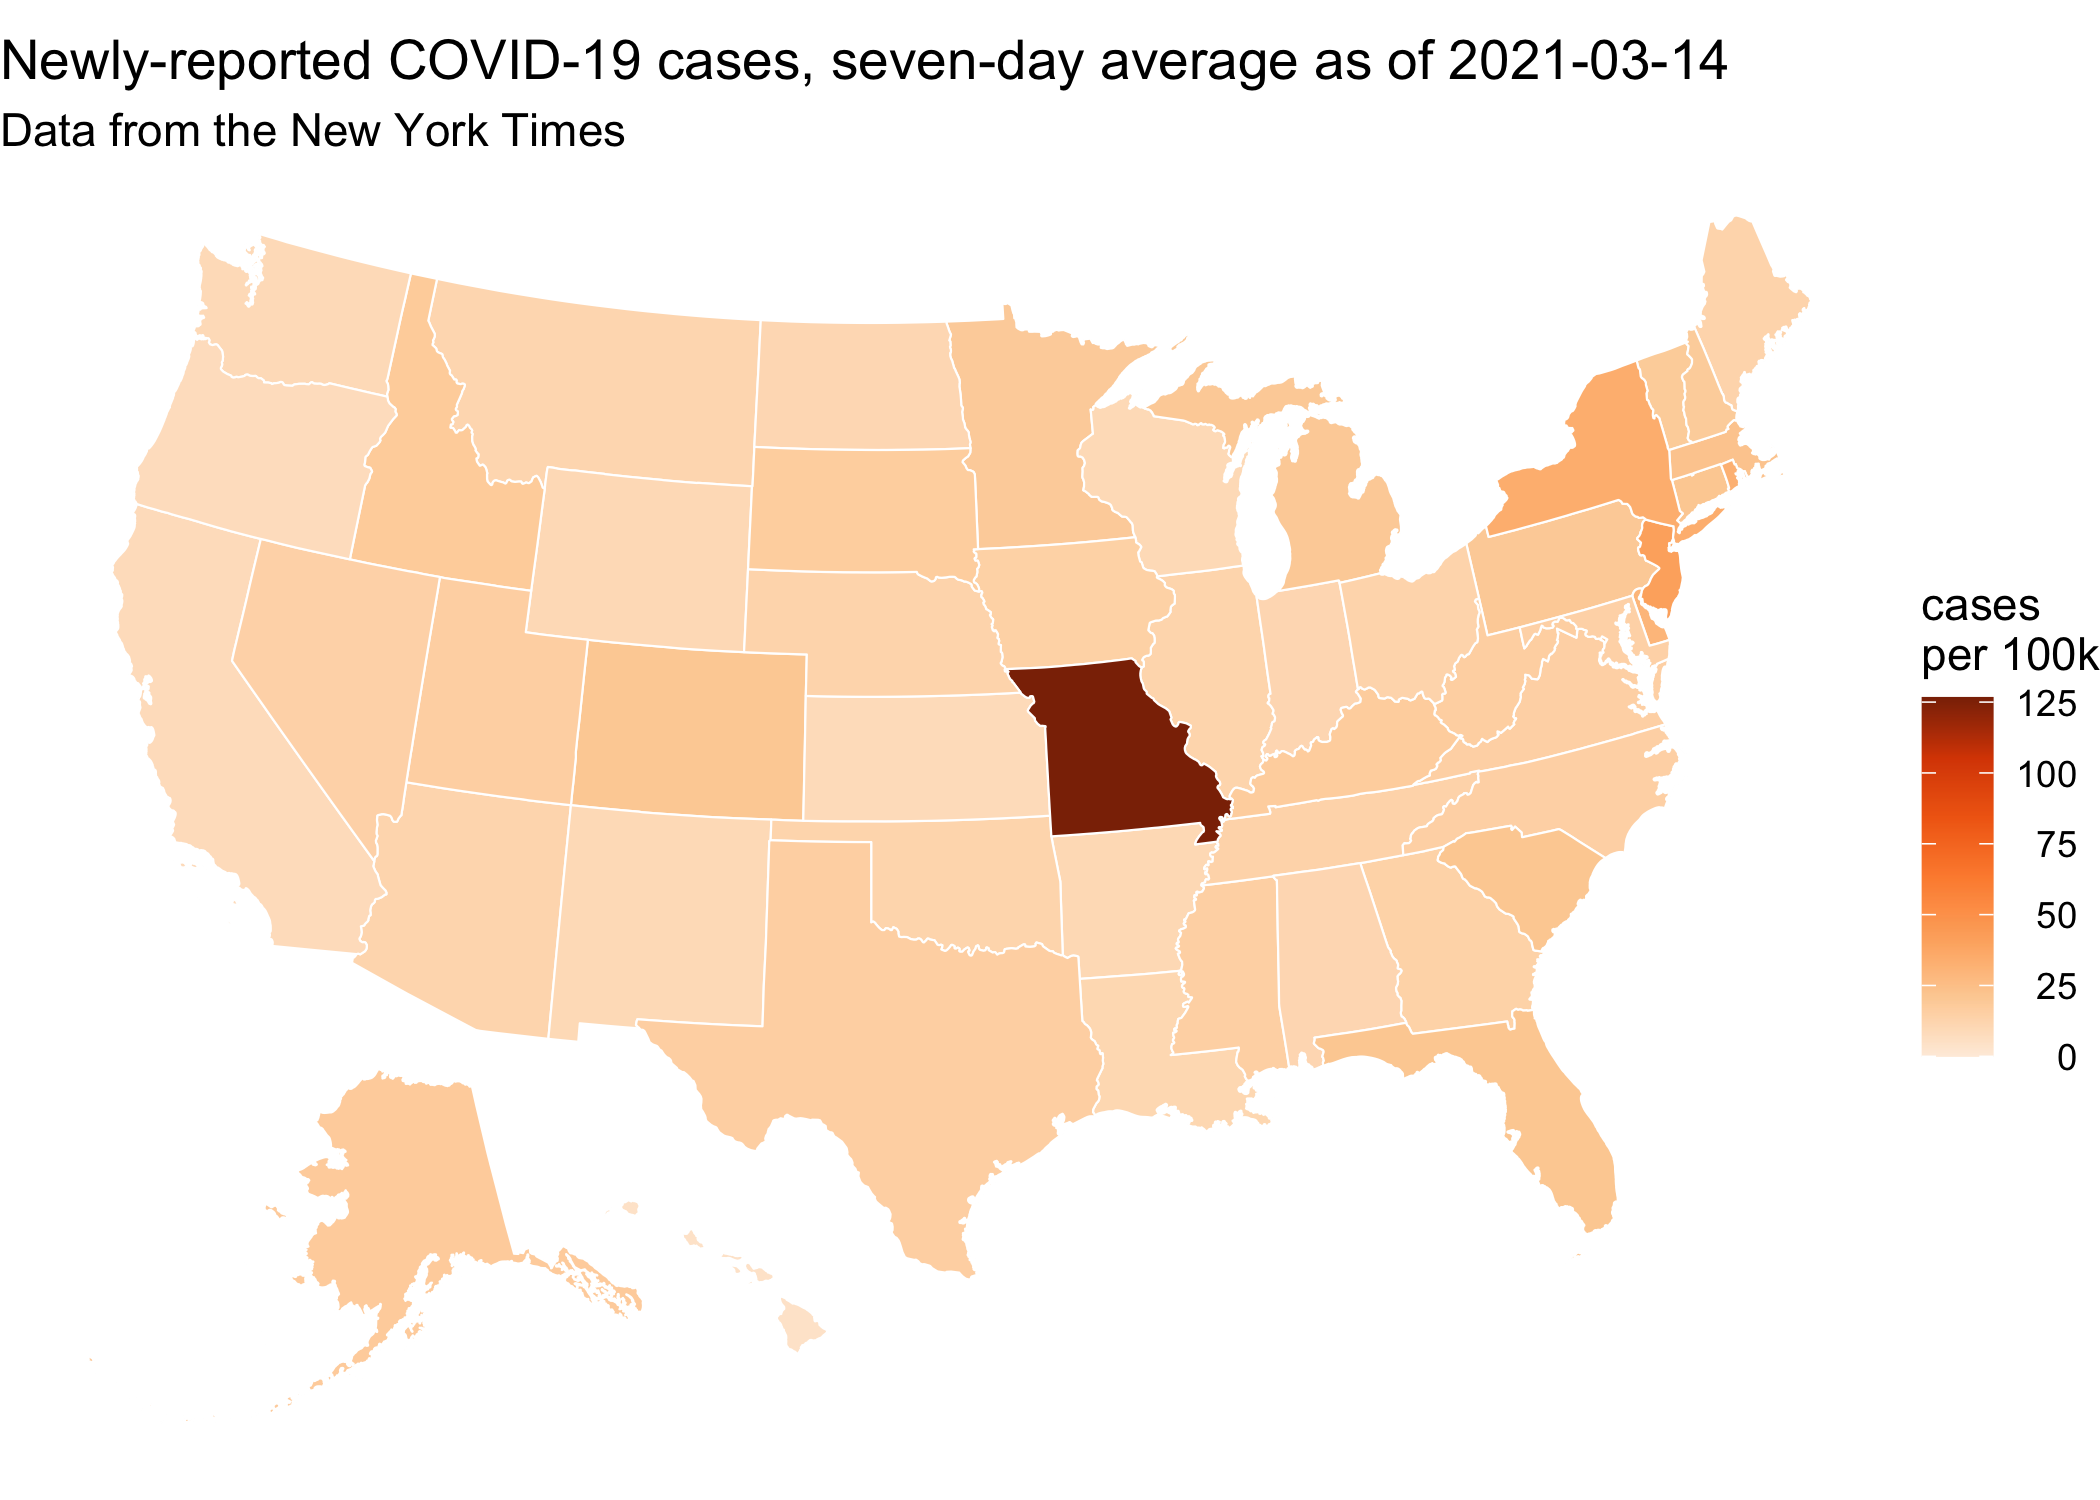 Newly-reported COVID-19 cases, seven-day average as of 2021-03-14
Data from the New York Times
cases
per 100k
125
100
75
50
25
0